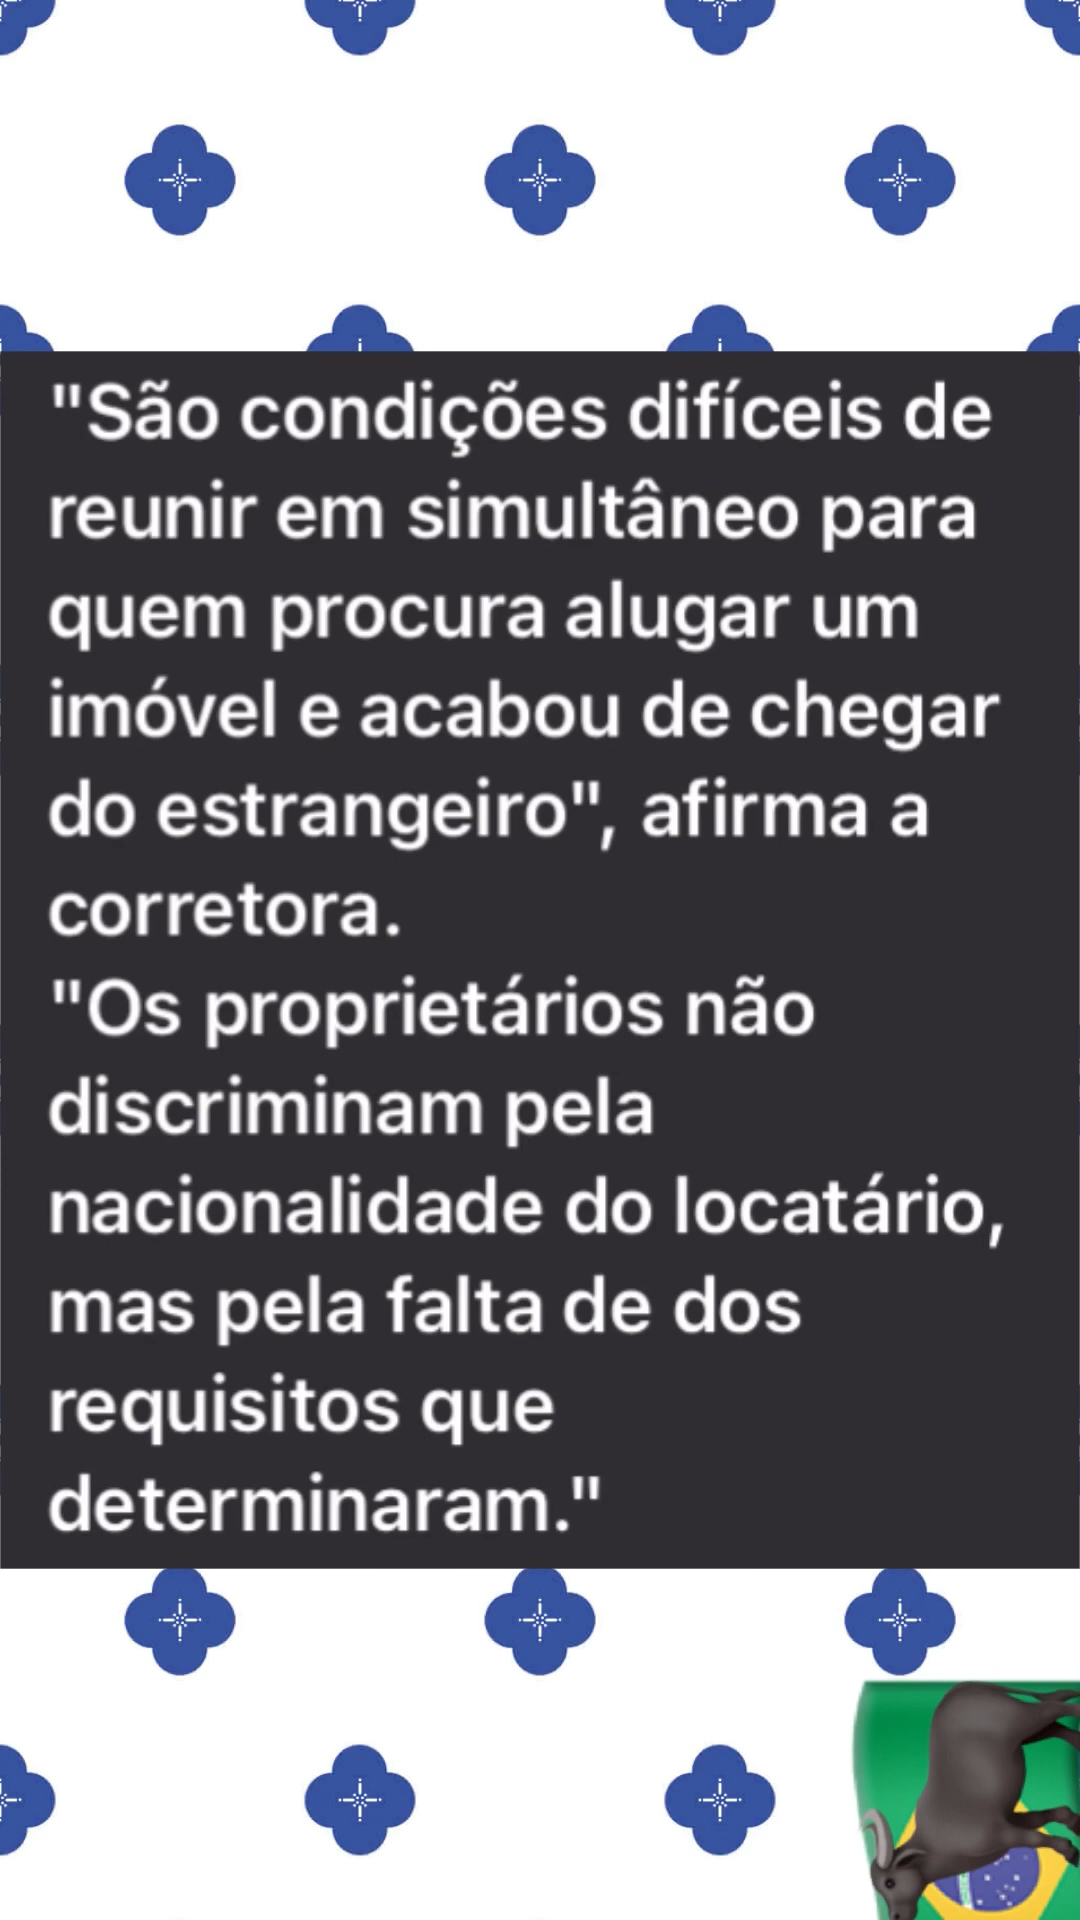 "São condições difíceis de
reunir em simultâneo para
quem procura alugar um
imóvel e acabou de chegar
do estrangeiro", afirma a
corretora.
"Os proprietários não
discriminam pela
nacionalidade do locatário,
mas pela falta de dos
requisitos que
determinaram."